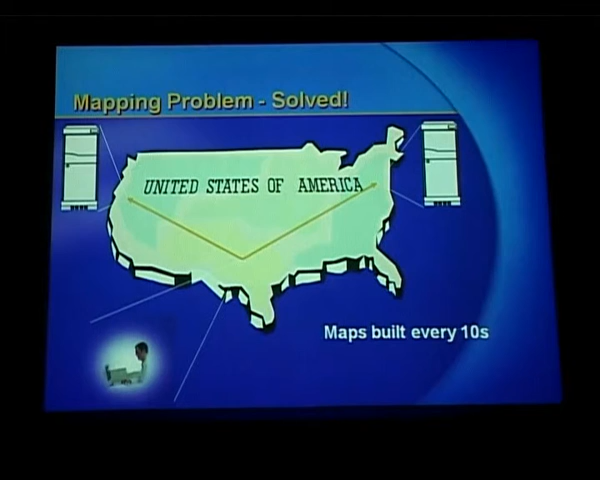 Mapping Problem - Solved!
UNITED STATES OF AMERICA
Maps built every 10s